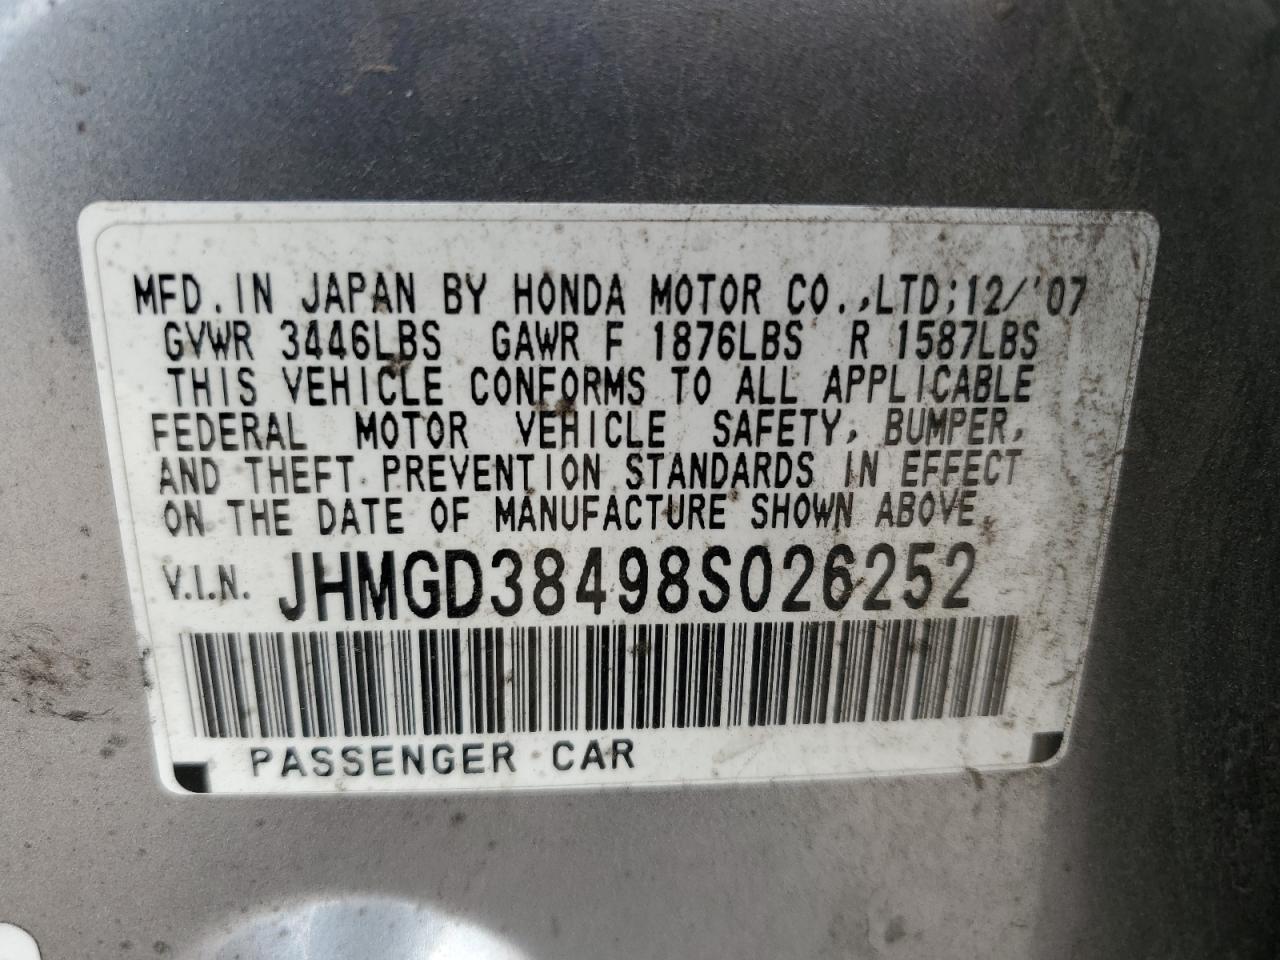 MFD. IN JAPAN BY HONDA MOTOR CO.,LTD;12/'07
GVWR 3446LBS GAWR F 1876LBS R 1587LBS
THIS VEHICLE CONFORMS TO ALL APPLICABLE
FEDERAL MOTOR VEHICLE SAFETY, BUMPER,
AND THEFT PREVENTION STANDARDS IN EFFECT
ON THE DATE OF MANUFACTURE SHOWN ABOVE.
V.I.N. JHMGD38498S026252
PASSENGER CAR